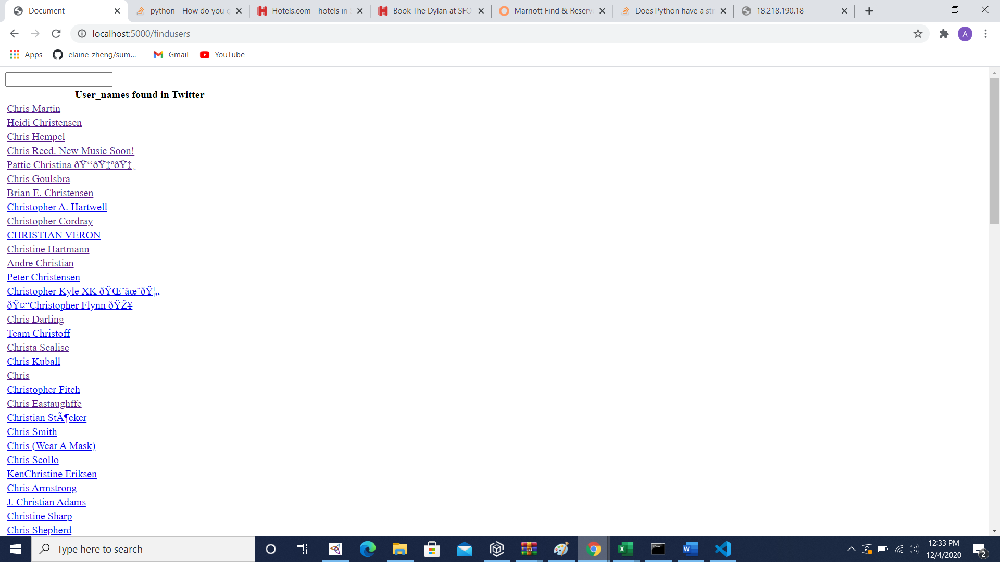 Document
python - How do you g
Hotels.com - hotels in
Book The Dylan at SFO
Marriott Find & Reserv
Does Python have a str
18.218.190.18
localhost:5000/findusers
A
Apps
elaine-zheng/sum...
Gmail
YouTube
User_names found in Twitter
Chris Martin
Heidi Christensen
Chris Hempel
Chris Reed. New Music Soon!
Pattie Christina ðŸ‘‘ðŸ‡ºðŸ‡¸
Chris Goulsbra
Brian E. Christensen
Christopher A. Hartwell
Christopher Cordray
CHRISTIAN VERON
Christine Hartmann
Andre Christian
Peter Christensen
Christopher Kyle XK ðŸŒˆâœ¨ðŸ¦„
ðŸ¤“Christopher Flynn ðŸŽ¥
Chris Darling
Team Christoff
Christa Scalise
Chris Kuball
Chris
Christopher Fitch
Chris Eastaughffe
Christian StÃ¶cker
Chris Smith
Chris (Wear A Mask)
Chris Scollo
KenChristine Eriksen
Chris Armstrong
J. Christian Adams
Christine Sharp
Chris Shepherd
Type here to search
12:33 PM
12/4/2020
2